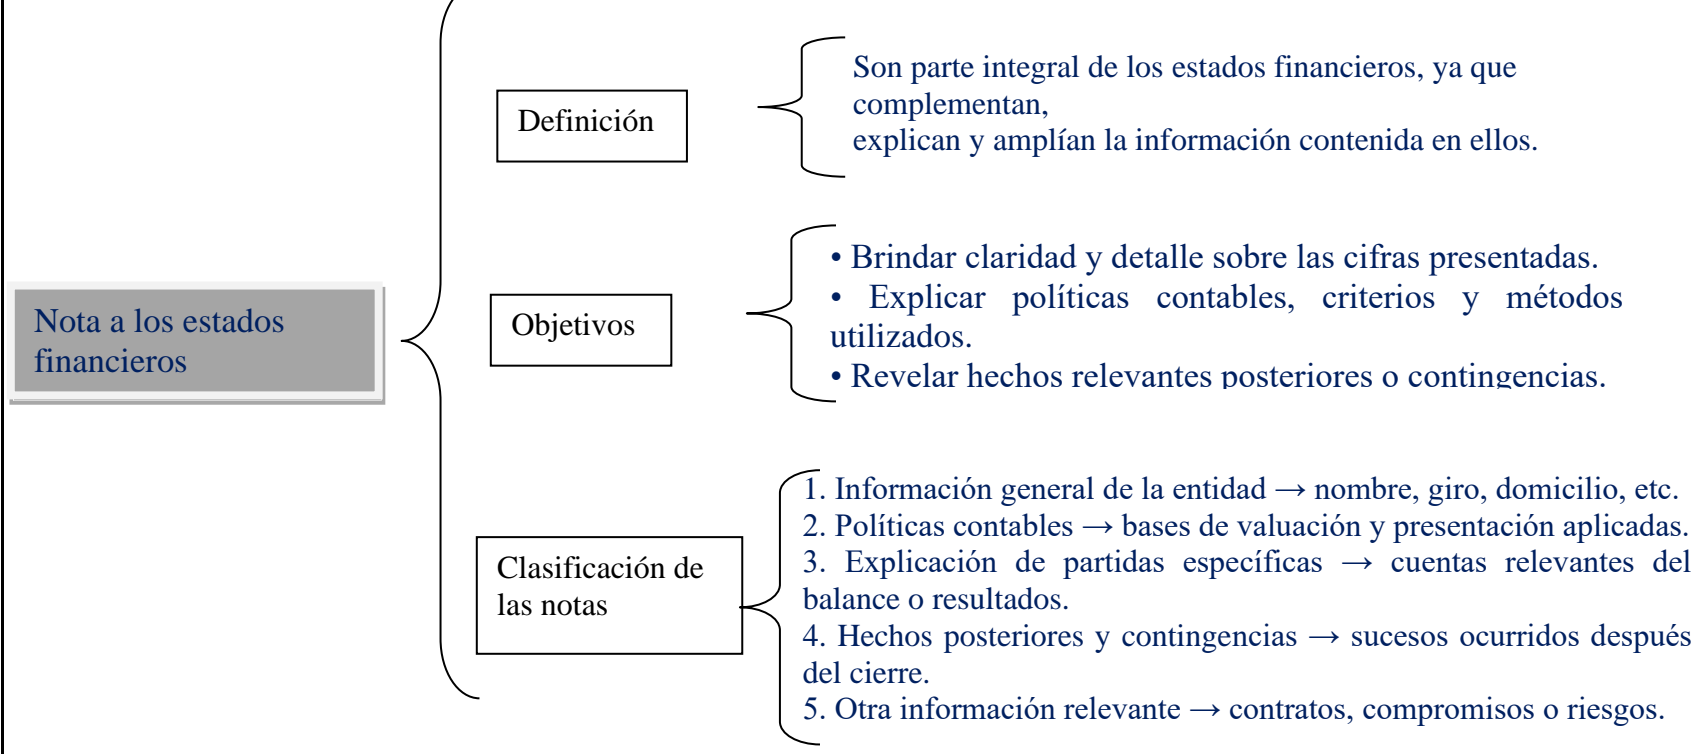 Nota a los estados
financieros
Definición
Son parte integral de los estados financieros, ya que
complementan,
explican y amplían la información contenida en ellos.
Objetivos
• Brindar claridad y detalle sobre las cifras presentadas.
• Explicar políticas contables, criterios y métodos
utilizados.
• Revelar hechos relevantes posteriores o contingencias.
Clasificación de
las notas
1. Información general de la entidad → nombre, giro, domicilio, etc.
2. Políticas contables → bases de valuación y presentación aplicadas.
3. Explicación de partidas específicas → cuentas relevantes del
balance o resultados.
4. Hechos posteriores y contingencias → sucesos ocurridos después
del cierre.
5. Otra información relevante → contratos, compromisos o riesgos.